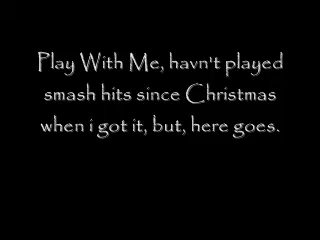 Play With Me, havn't played
smash hits since Christmas
when i got it, but, here goes.